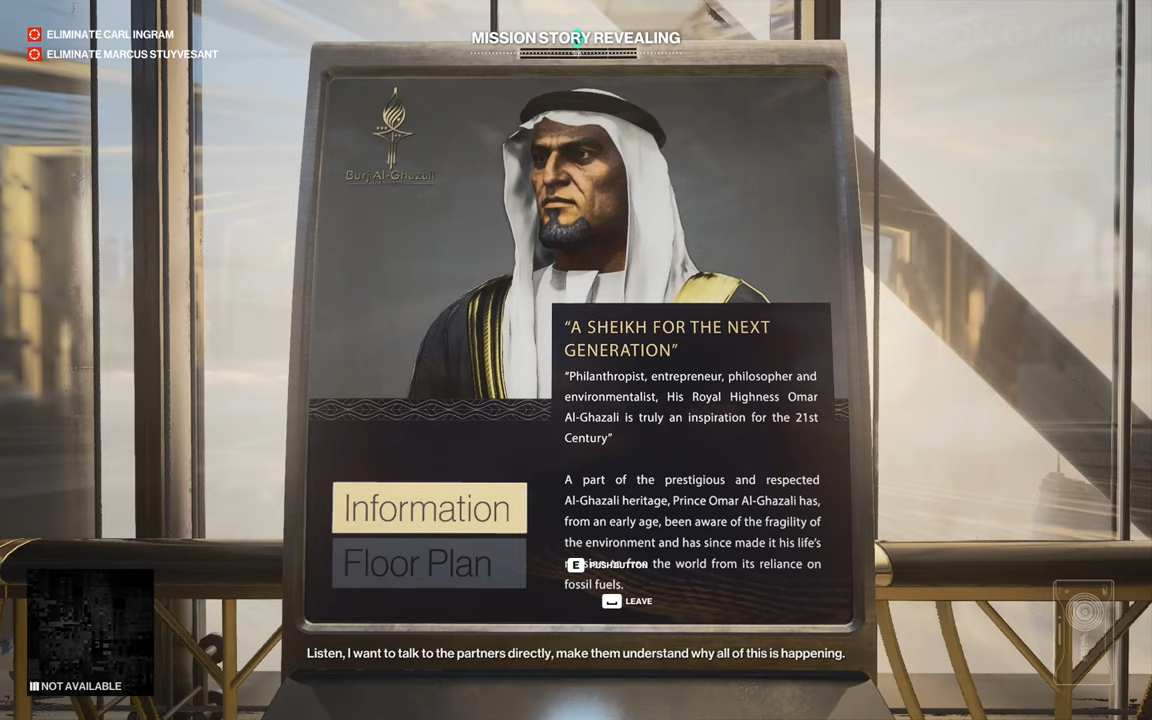 ELIMINATE CARL INGRAM
ELIMINATE MARCUS STUYVESANT
MISSION STORY REVEALING
Burj Al-Ghazali
“A SHEIKH FOR THE NEXT
GENERATION”
“Philanthropist, entrepreneur, philosopher and
environmentalist, His Royal Highness Omar
Al-Ghazali is truly an inspiration for the 21st
Century”
A part of the prestigious and respected
Al-Ghazali heritage, Prince Omar Al-Ghazali has,
from an early age, been aware of the fragility of
the environment and has since made it his life’s
the world from its reliance on
fossil fuels.
Information
Floor Plan
E PUSH BUTTON
LEAVE
Listen, I want to talk to the partners directly, make them understand why all of this is happening.
NOT AVAILABLE